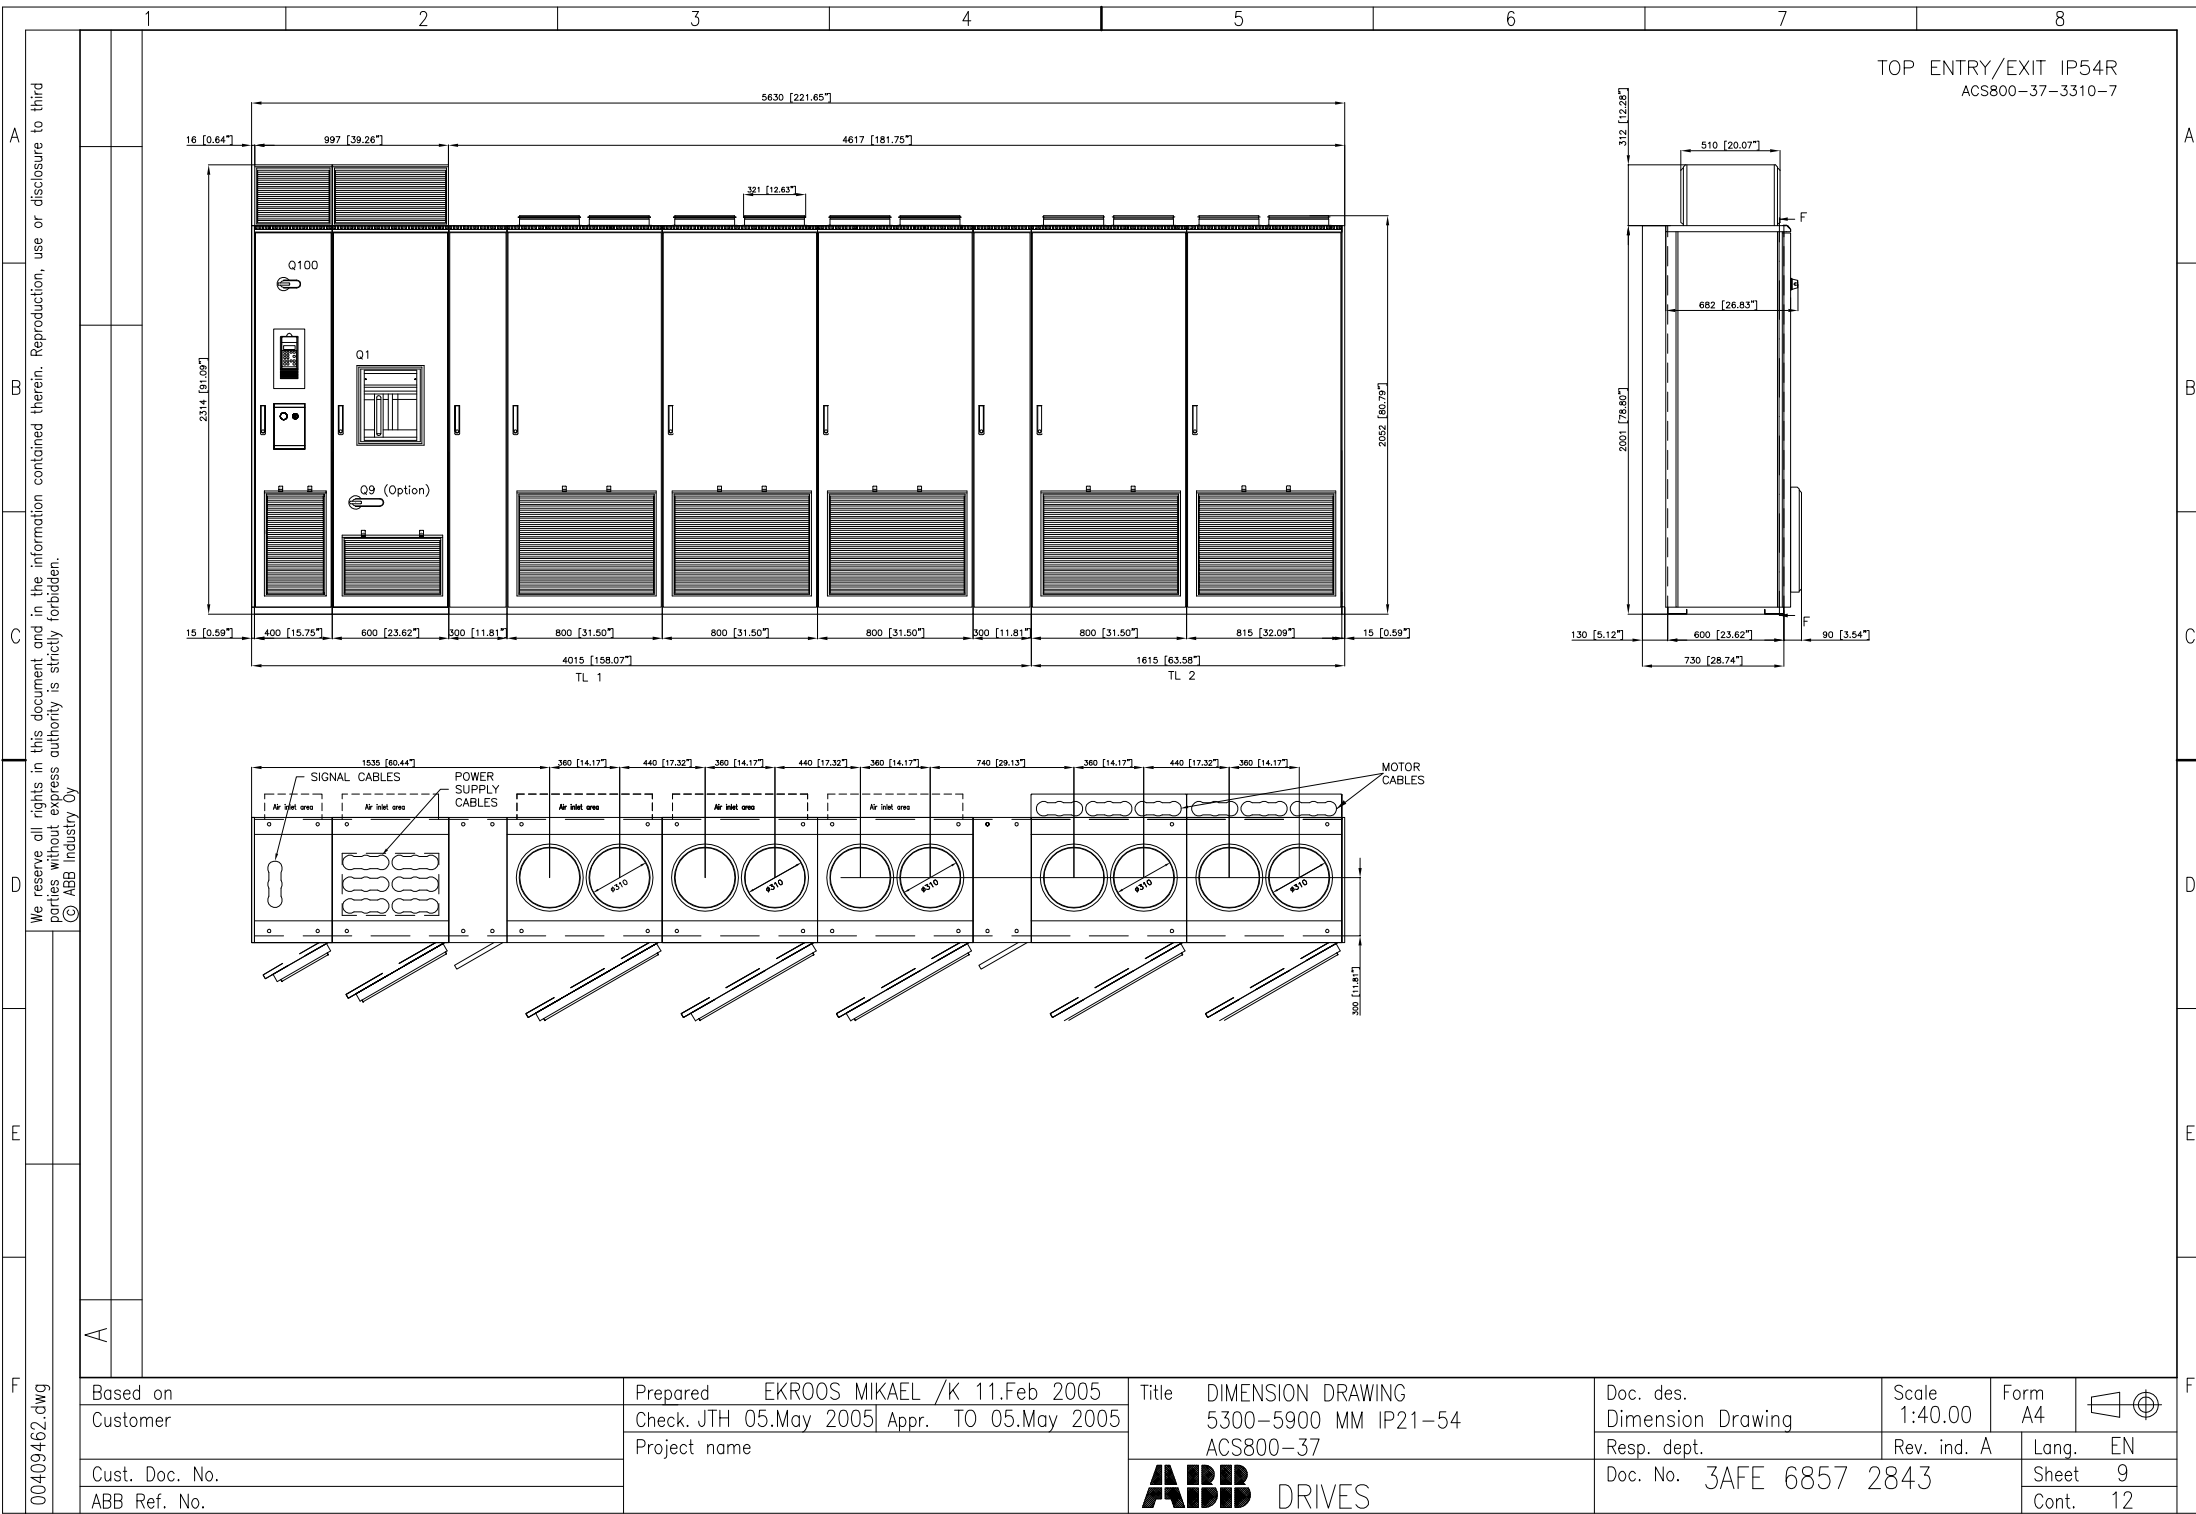 1 2 3 4 5 6 7 8
TOP ENTRY/EXIT IP54R
ACS800-37-3310-7
5630 [221.65"]
16 [0.64"] 997 [39.26"] 4617 [181.75"]
321 [12.63"]
312 [12.28"]
510 [20.07"]
F
Q100
682 [26.83"]
Q1
2314 [91.09"]
2052 [80.79"]
2001 [78.80"]
Q9 (Option)
F
15 [0.59"] 400 [15.75"] 600 [23.62"] 300 [11.81"] 800 [31.50"] 800 [31.50"] 800 [31.50"] 300 [11.81"] 800 [31.50"] 815 [32.09"] 15 [0.59"]
130 [5.12"] 600 [23.62"] 90 [3.54"]
4015 [158.07"] 1615 [63.58"]
730 [28.74"]
TL 1 TL 2
1535 [60.44"] 360 [14.17"] 440 [17.32"] 360 [14.17"] 440 [17.32"] 360 [14.17"] 740 [29.13"] 360 [14.17"] 440 [17.32"] 360 [14.17"]
SIGNAL CABLES
POWER
SUPPLY
CABLES
MOTOR
CABLES
Air inlet area Air inlet area Air inlet area Air inlet area Air inlet area
ø310 ø310 ø310 ø310 ø310
300 [11.81"]
A
B
C
D
E
F
A
B
C
D
E
F
We reserve all rights in this document and in the information contained therein. Reproduction, use or disclosure to third
parties without express authority is strictly forbidden.
© ABB Industry Oy
A
00409462.dwg
Based on
Customer
Cust. Doc. No.
ABB Ref. No.
Prepared EKROOS MIKAEL /K 11.Feb 2005
Check. JTH 05.May 2005 Appr. TO 05.May 2005
Project name
Title DIMENSION DRAWING
5300-5900 MM IP21-54
ACS800-37
ABB DRIVES
Doc. des.
Dimension Drawing
Resp. dept.
Doc. No. 3AFE 6857 2843
Scale
1:40.00
Form
A4
Rev. ind. A
Lang. EN
Sheet 9
Cont. 12